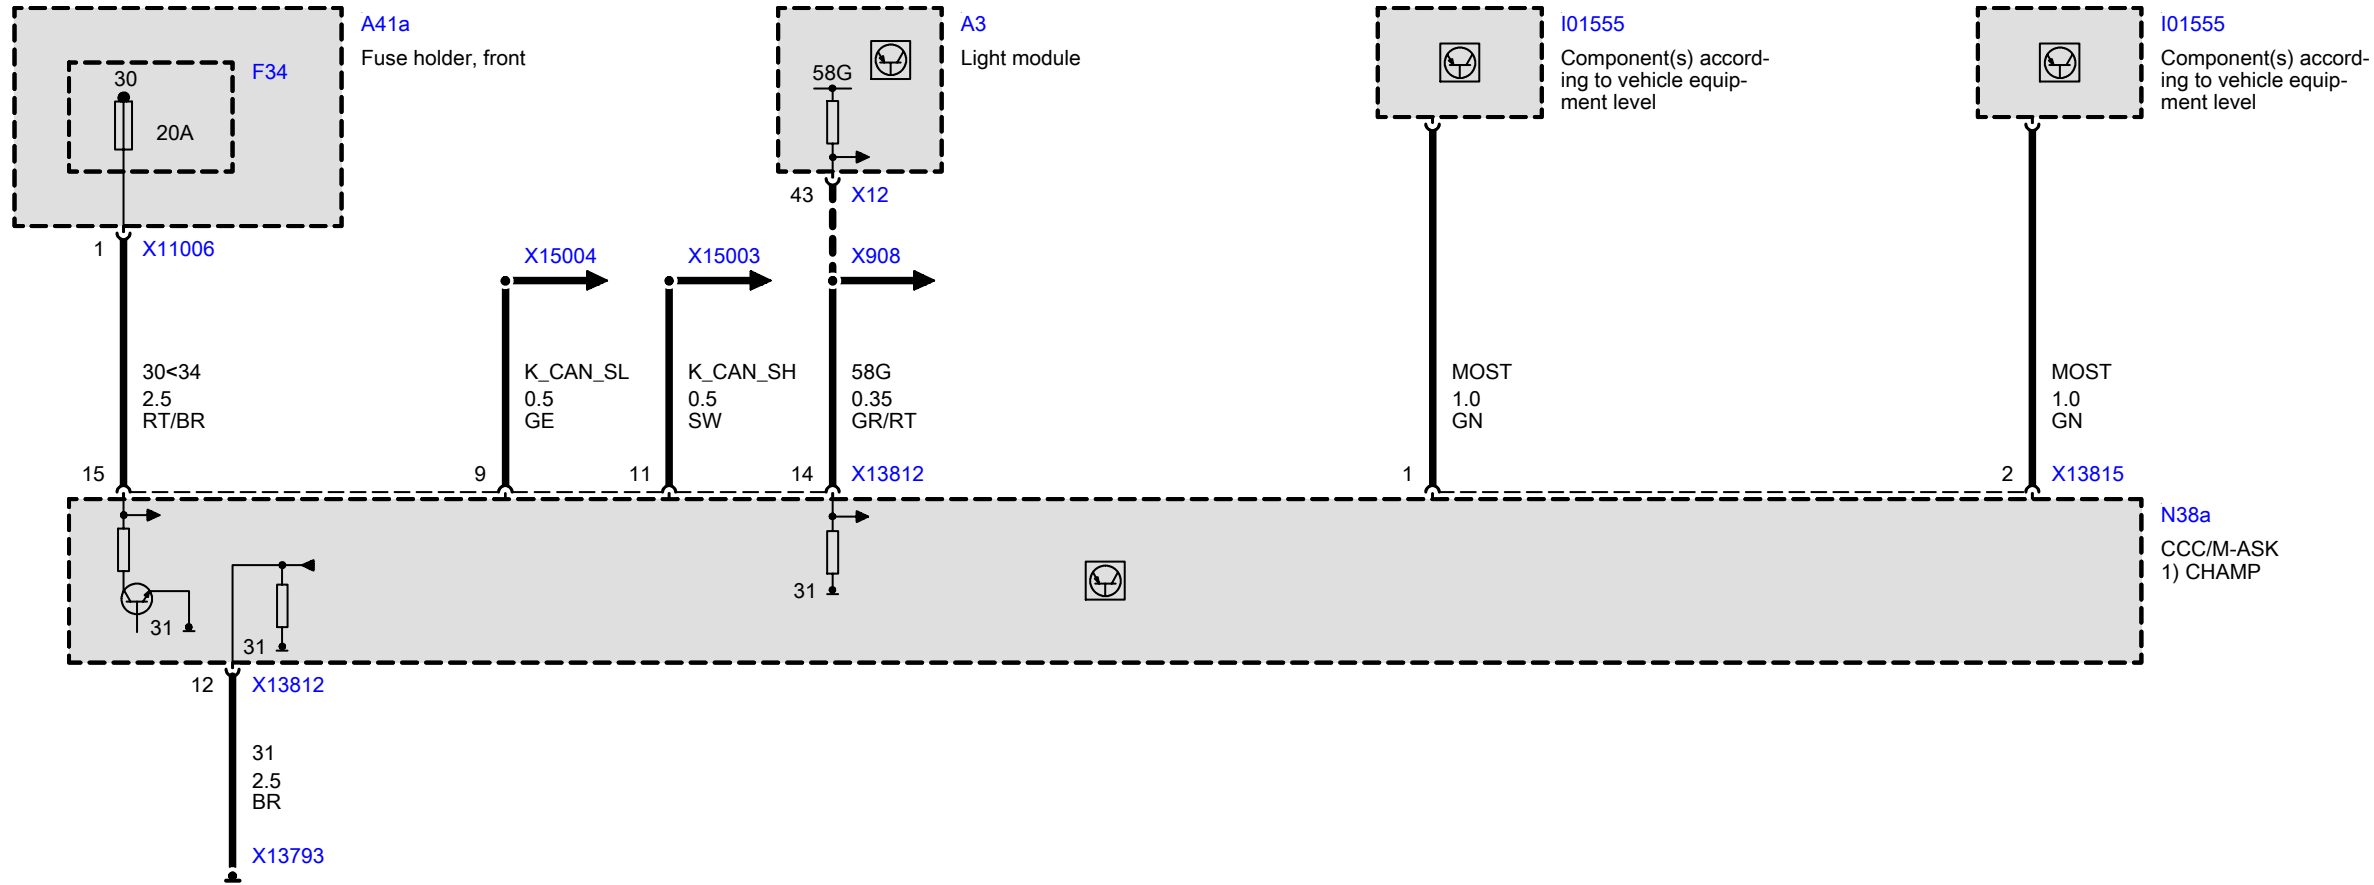 A41a
Fuse holder, front
F34
30
20A
1
X11006
30<34
2.5
RT/BR
15
X15004
K_CAN_SL
0.5
GE
9
X15003
K_CAN_SH
0.5
SW
11
A3
Light module
58G
43
X12
X908
58G
0.35
GR/RT
14
X13812
I01555
Component(s) accord-
ing to vehicle equip-
ment level
MOST
1.0
GN
1
I01555
Component(s) accord-
ing to vehicle equip-
ment level
MOST
1.0
GN
2
X13815
N38a
CCC/M-ASK
1) CHAMP
31
31
31
12
X13812
31
2.5
BR
X13793